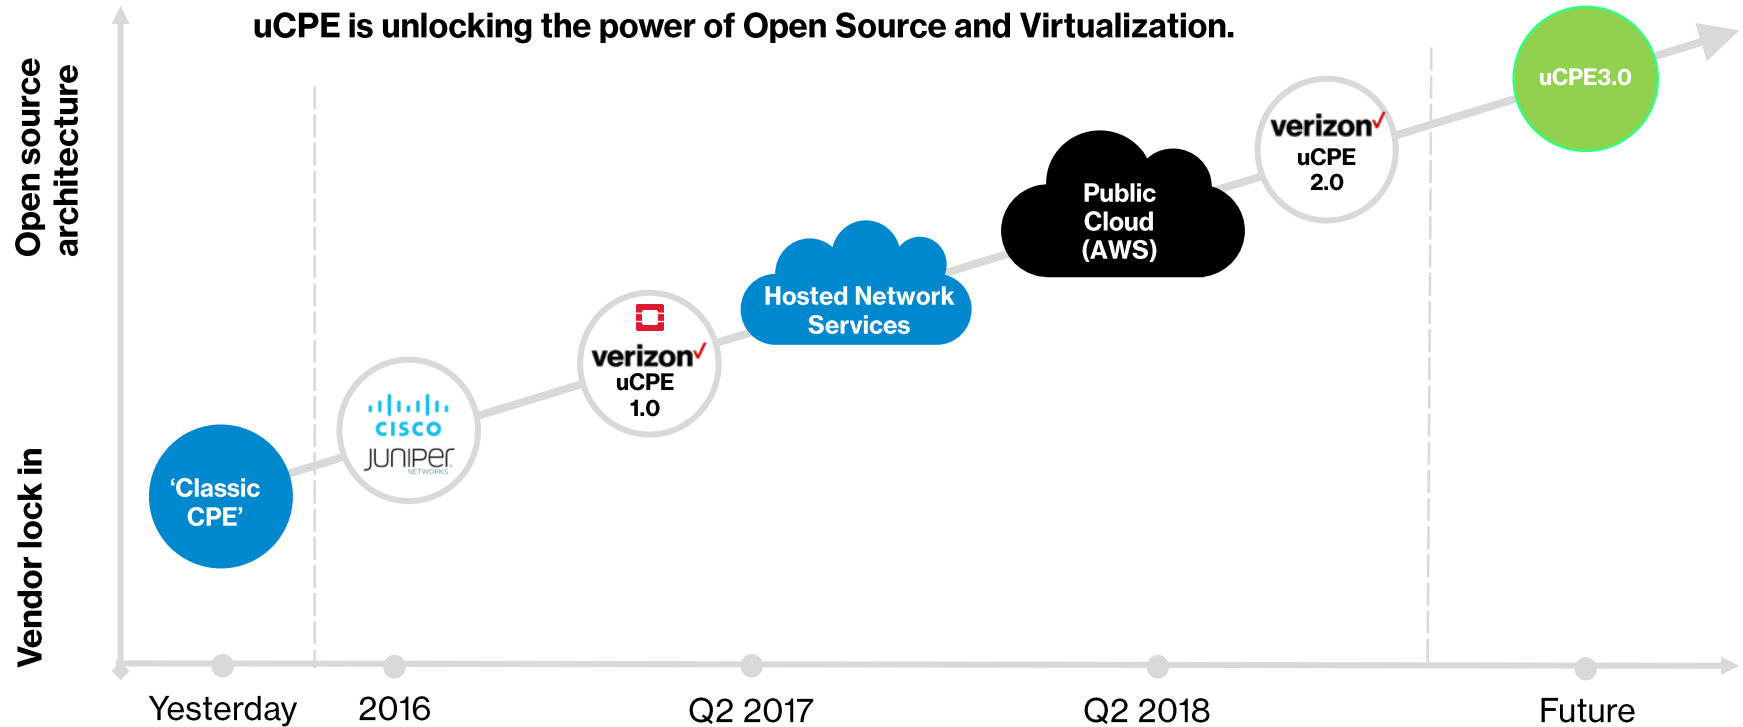 uCPE is unlocking the power of Open Source and Virtualization.
Open source
architecture
Vendor lock in
‘Classic
CPE’
CISCO
JUNIPER
NETWORKS
verizon
uCPE
1.0
Hosted Network
Services
Public
Cloud
(AWS)
verizon
uCPE
2.0
uCPE3.0
Yesterday
2016
Q2 2017
Q2 2018
Future